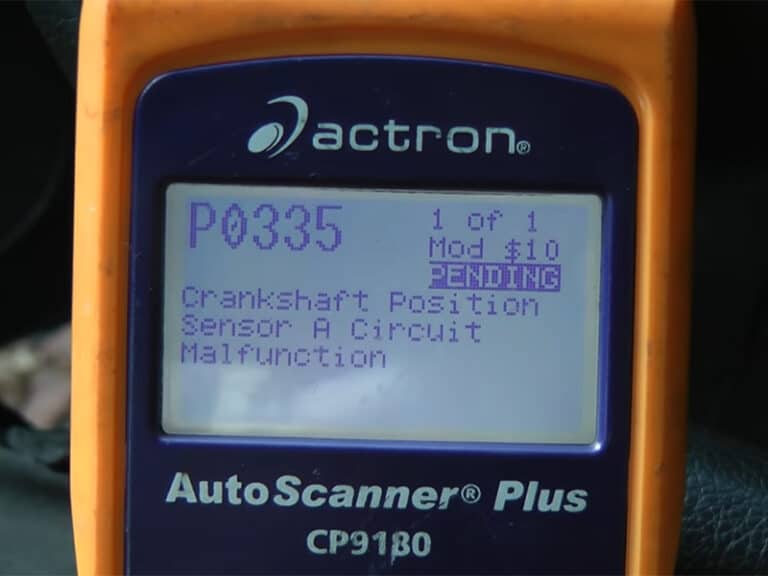 actron®
P0335
1 of 1
Mod $10
PENDING
Crankshaft Position
Sensor A Circuit
Malfunction
AutoScanner® Plus
CP9180